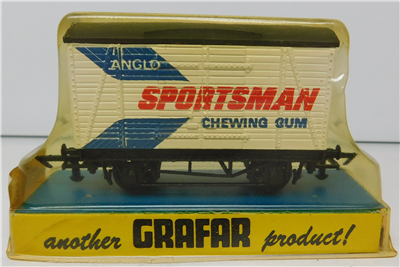 ANGLO
SPORTSMAN
CHEWING GUM
another GRAFAR product!